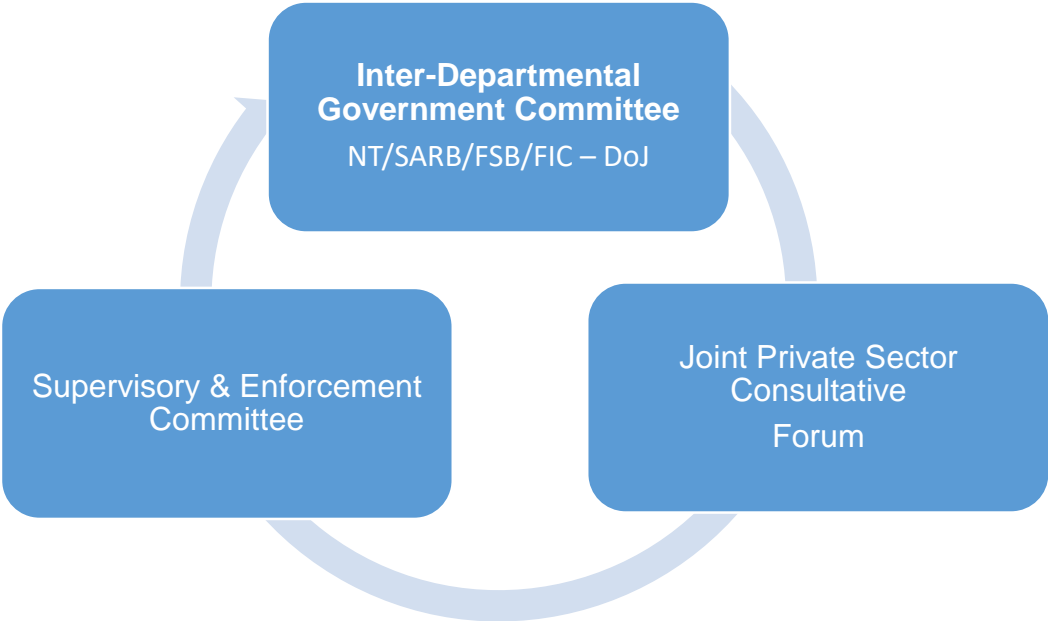 Inter-Departmental
Government Committee
NT/SARB/FSB/FIC – DoJ
Supervisory & Enforcement
Committee
Joint Private Sector
Consultative
Forum